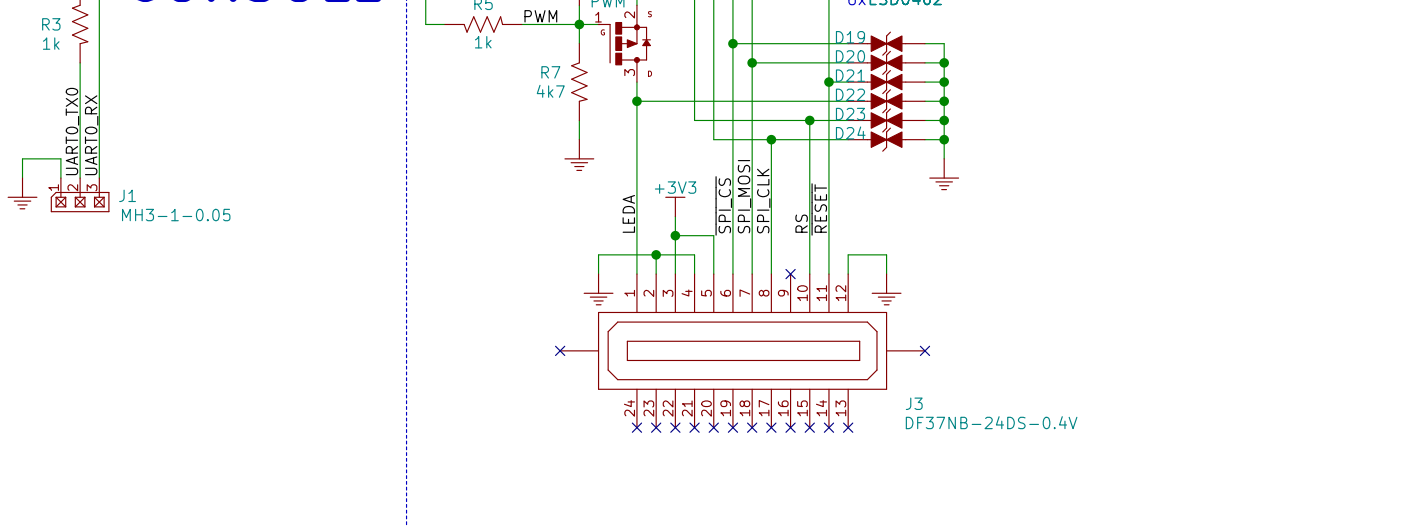 R3
1k
UART0_TX0
UART0_RX
1
2
3
J1
MH3-1-0.05
R5
1k
PWM
PWM
1
G
2
S
3
D
R7
4k7
D19
D20
D21
D22
D23
D24
LEDA
+3V3
SPI_CS
SPI_MOSI
SPI_CLK
RS
RESET
1
2
3
4
5
6
7
8
9
10
11
12
24
23
22
21
20
19
18
17
16
15
14
13
J3
DF37NB-24DS-0.4V